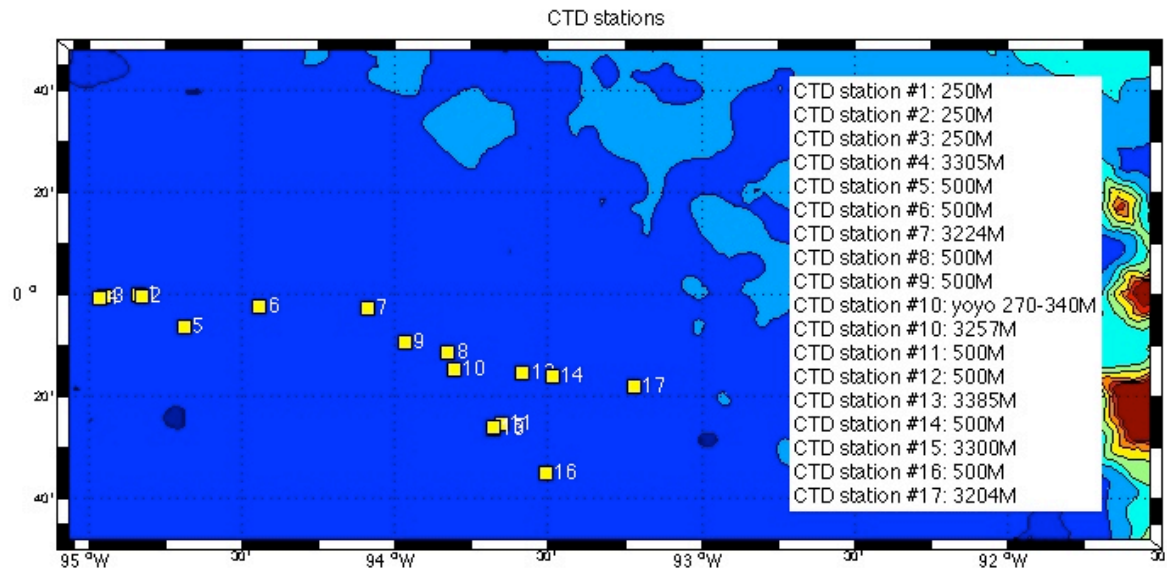 CTD stations
40'
20'
0 °
20'
40'
95 °W
30'
94 °W
30'
93 °W
30'
92 °W
30
3
2
5
6
7
9
8
10
14
17
11
16
CTD station #1: 250M
CTD station #2: 250M
CTD station #3: 250M
CTD station #4: 3305M
CTD station #5: 500M
CTD station #6: 500M
CTD station #7: 3224M
CTD station #8: 500M
CTD station #9: 500M
CTD station #10: yoyo 270-340M
CTD station #10: 3257M
CTD station #11: 500M
CTD station #12: 500M
CTD station #13: 3385M
CTD station #14: 500M
CTD station #15: 3300M
CTD station #16: 500M
CTD station #17: 3204M